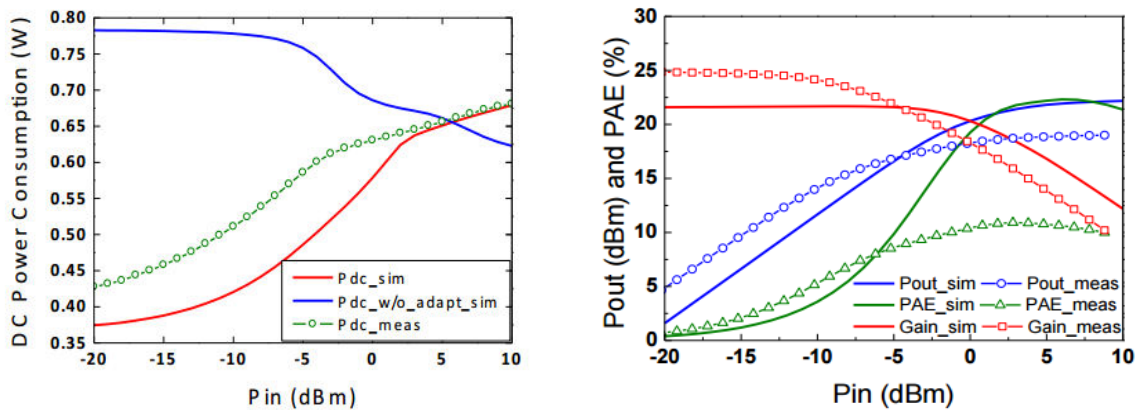 DC Power Consumption (W)
0.80
0.75
0.70
0.65
0.60
0.55
0.50
0.45
0.40
0.35
Pdc_sim
Pdc_w/o_adapt_sim
Pdc_meas
-20 -15 -10 -5 0 5 10
Pin (dBm)
Pout (dBm) and PAE (%)
30
25
20
15
10
5
0
Pout_sim Pout_meas
PAE_sim PAE_meas
Gain_sim Gain_meas
-20 -15 -10 -5 0 5 10
Pin (dBm)